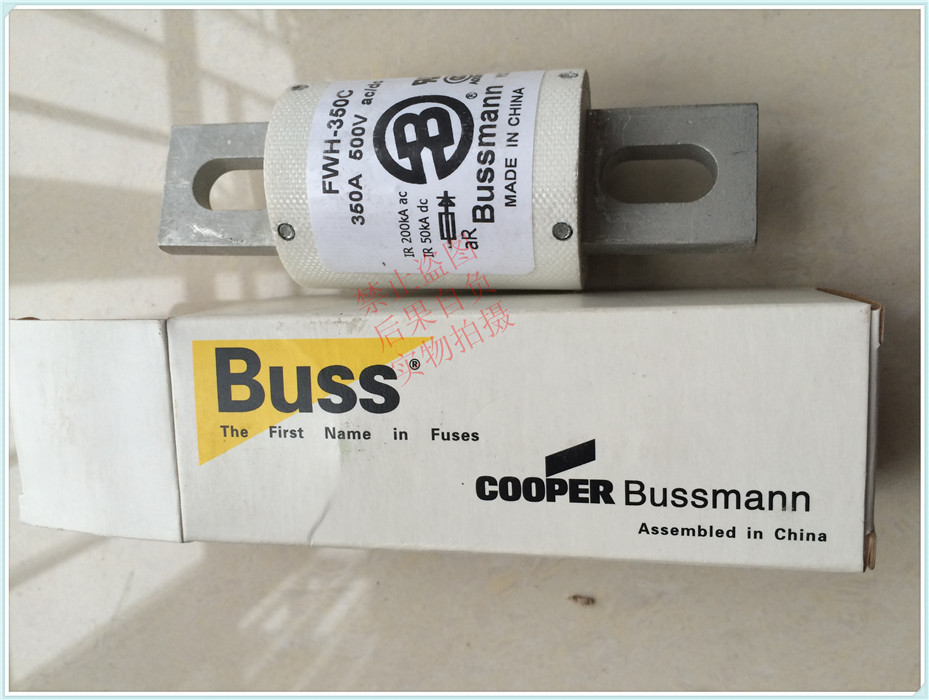 FWH-350C
350A 500V ac/dc
IR 200kA ac
IR 50kA dc
aR
B
®
Bussmann
MADE IN CHINA
禁止盗图
后果自负
实物拍摄
Buss®
The First Name in Fuses
COOPER Bussmann
Assembled in China